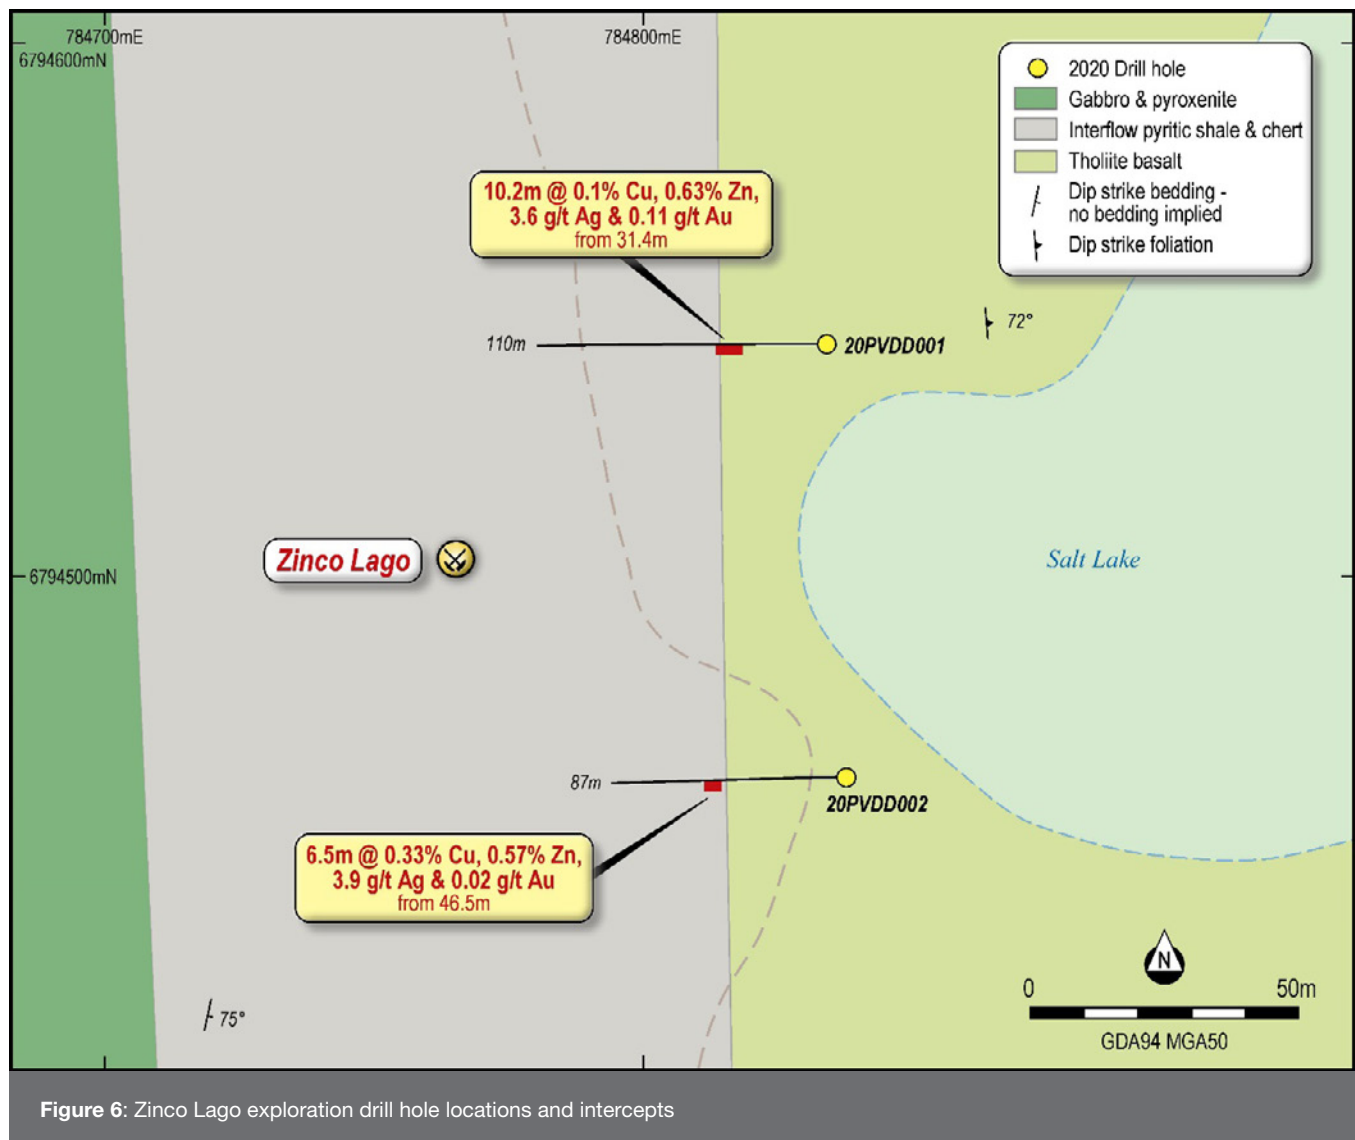 784700mE
784800mE
6794600mN
2020 Drill hole
Gabbro & pyroxenite
Interflow pyritic shale & chert
Tholiite basalt
Dip strike bedding -
no bedding implied
Dip strike foliation
10.2m @ 0.1% Cu, 0.63% Zn,
3.6 g/t Ag & 0.11 g/t Au
from 31.4m
72°
110m
20PVDD001
Zinco Lago
Salt Lake
6794500mN
87m
20PVDD002
6.5m @ 0.33% Cu, 0.57% Zn,
3.9 g/t Ag & 0.02 g/t Au
from 46.5m
N
0
50m
75°
GDA94 MGA50
Figure 6: Zinco Lago exploration drill hole locations and intercepts